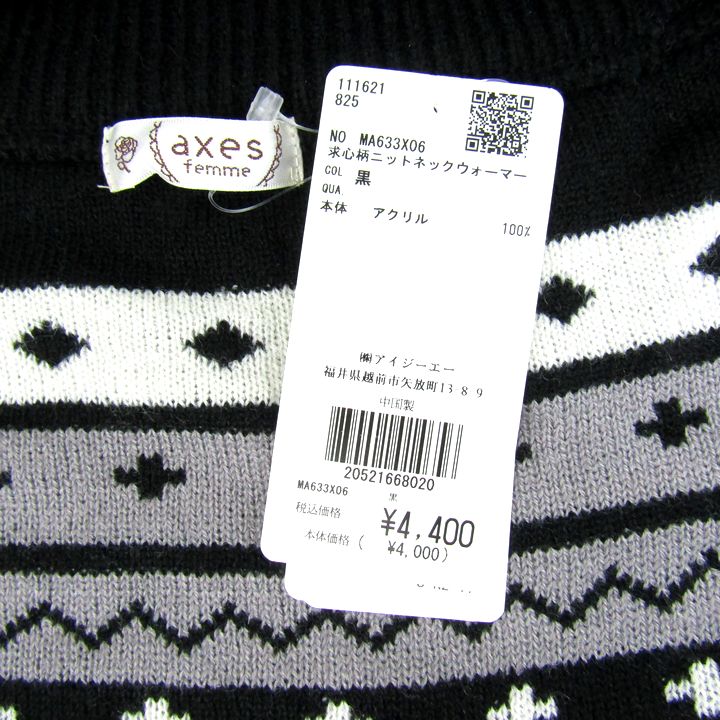 axes
femme
111621
825
NO MA633X06
求心柄ニットネックウォーマー
COL 黒
QUA.
本体 アクリル 100%
㈱アイジーエー
福井県越前市矢放町13-8-9
中国製
20521668020
MA633X06 黒
税込価格 ¥4,400
本体価格( ¥4,000)